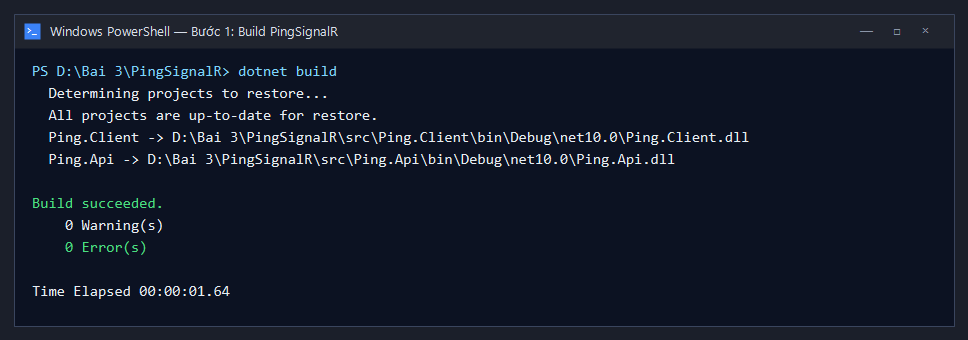 Windows PowerShell — Bước 1: Build PingSignalR
PS D:\Bai 3\PingSignalR> dotnet build
Determining projects to restore...
All projects are up-to-date for restore.
Ping.Client -> D:\Bai 3\PingSignalR\src\Ping.Client\bin\Debug\net10.0\Ping.Client.dll
Ping.Api -> D:\Bai 3\PingSignalR\src\Ping.Api\bin\Debug\net10.0\Ping.Api.dll
Build succeeded.
0 Warning(s)
0 Error(s)
Time Elapsed 00:00:01.64